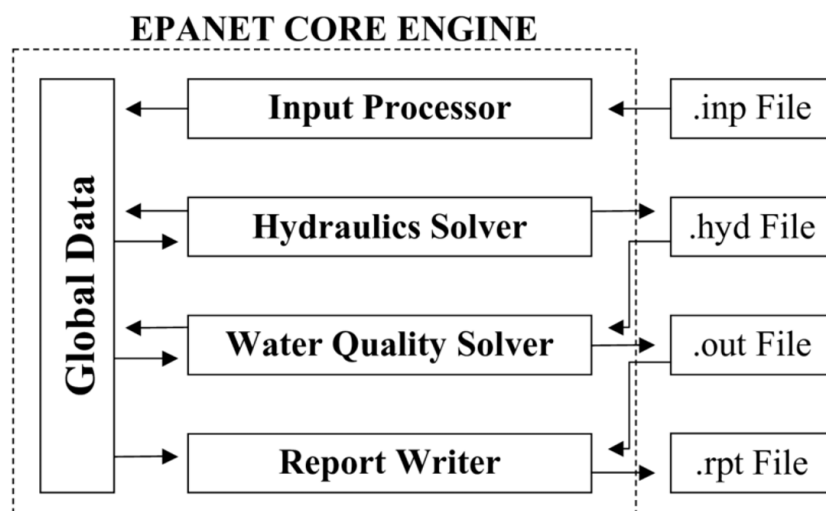 EPANET CORE ENGINE
Global Data
Input Processor
.inp File
Hydraulics Solver
.hyd File
Water Quality Solver
.out File
Report Writer
.rpt File